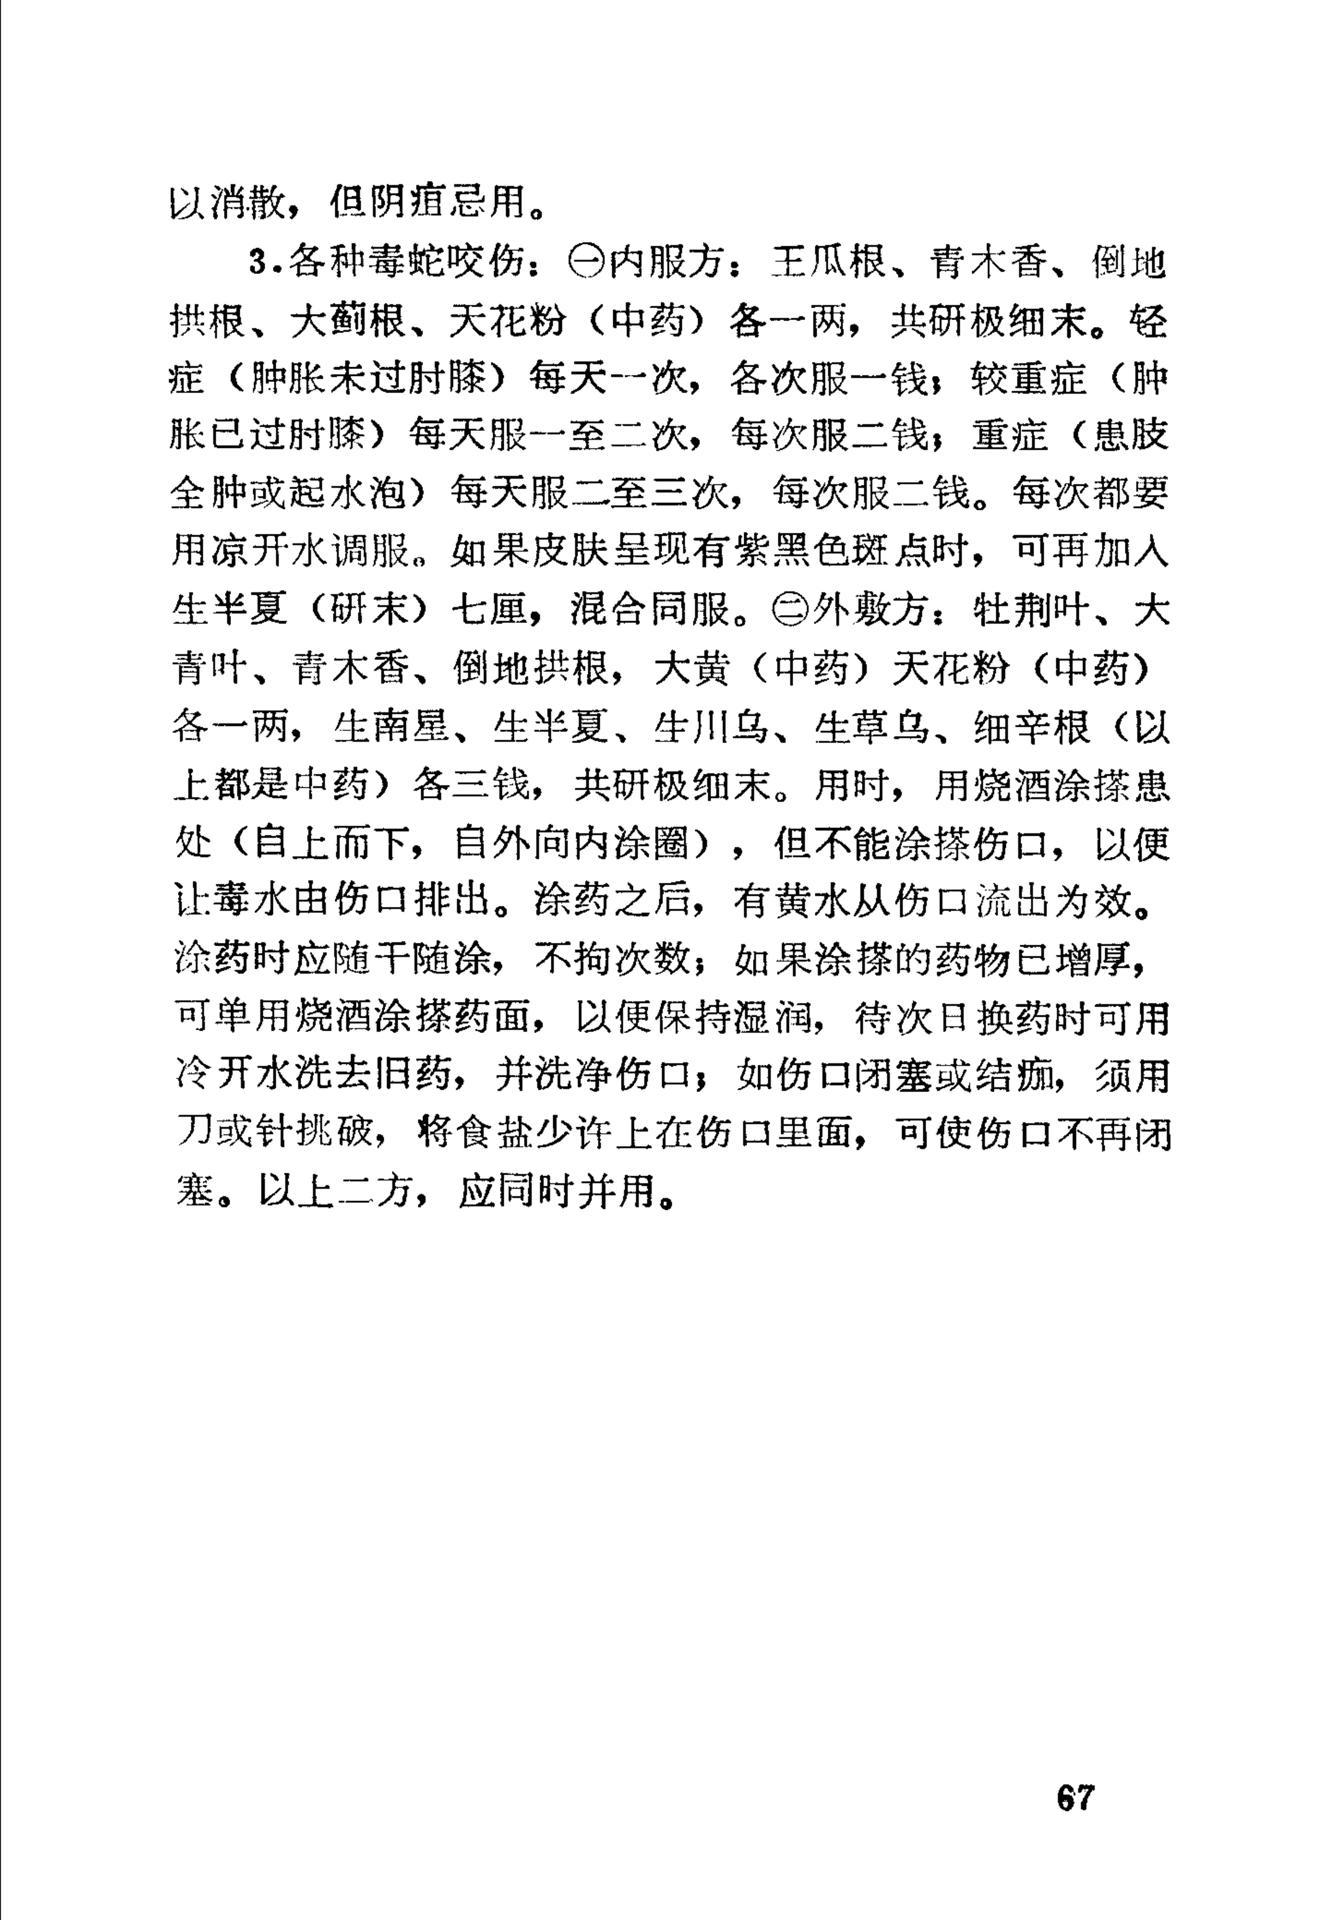 以消散，但阴疽忌用。
3.各种毒蛇咬伤：㊀内服方：王瓜根、青木香、倒地
拱根、大蓟根、天花粉（中药）各一两，共研极细末。轻
症（肿胀未过肘膝）每天一次，各次服一钱；较重症（肿
胀已过肘膝）每天服一至二次，每次服二钱；重症（患肢
全肿或起水泡）每天服二至三次，每次服二钱。每次都要
用凉开水调服。如果皮肤呈现有紫黑色斑点时，可再加入
生半夏（研末）七厘，混合同服。㊁外敷方：牡荆叶、大
青叶、青木香、倒地拱根，大黄（中药）天花粉（中药）
各一两，生南星、生半夏、生川乌、生草乌、细辛根（以
上都是中药）各三钱，共研极细末。用时，用烧酒涂搽患
处（自上而下，自外向内涂圈），但不能涂搽伤口，以便
让毒水由伤口排出。涂药之后，有黄水从伤口流出为效。
涂药时应随干随涂，不拘次数；如果涂搽的药物已增厚，
可单用烧酒涂搽药面，以便保持湿润，待次日换药时可用
冷开水洗去旧药，并洗净伤口；如伤口闭塞或结痂，须用
刀或针挑破，将食盐少许上在伤口里面，可使伤口不再闭
塞。以上二方，应同时并用。
67